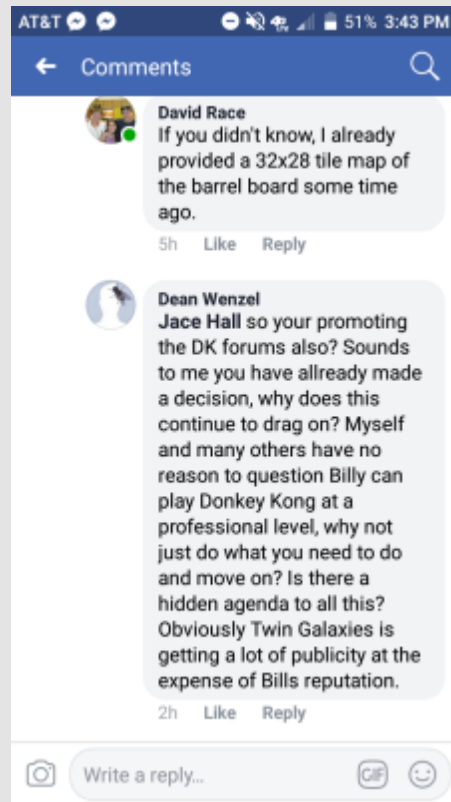 AT&T 51% 3:43 PM
Comments
David Race
If you didn't know, I already
provided a 32x28 tile map of
the barrel board some time
ago.
5h Like Reply
Dean Wenzel
Jace Hall so your promoting
the DK forums also? Sounds
to me you have allready made
a decision, why does this
continue to drag on? Myself
and many others have no
reason to question Billy can
play Donkey Kong at a
professional level, why not
just do what you need to do
and move on? Is there a
hidden agenda to all this?
Obviously Twin Galaxies is
getting a lot of publicity at the
expense of Bills reputation.
2h Like Reply
Write a reply... GIF